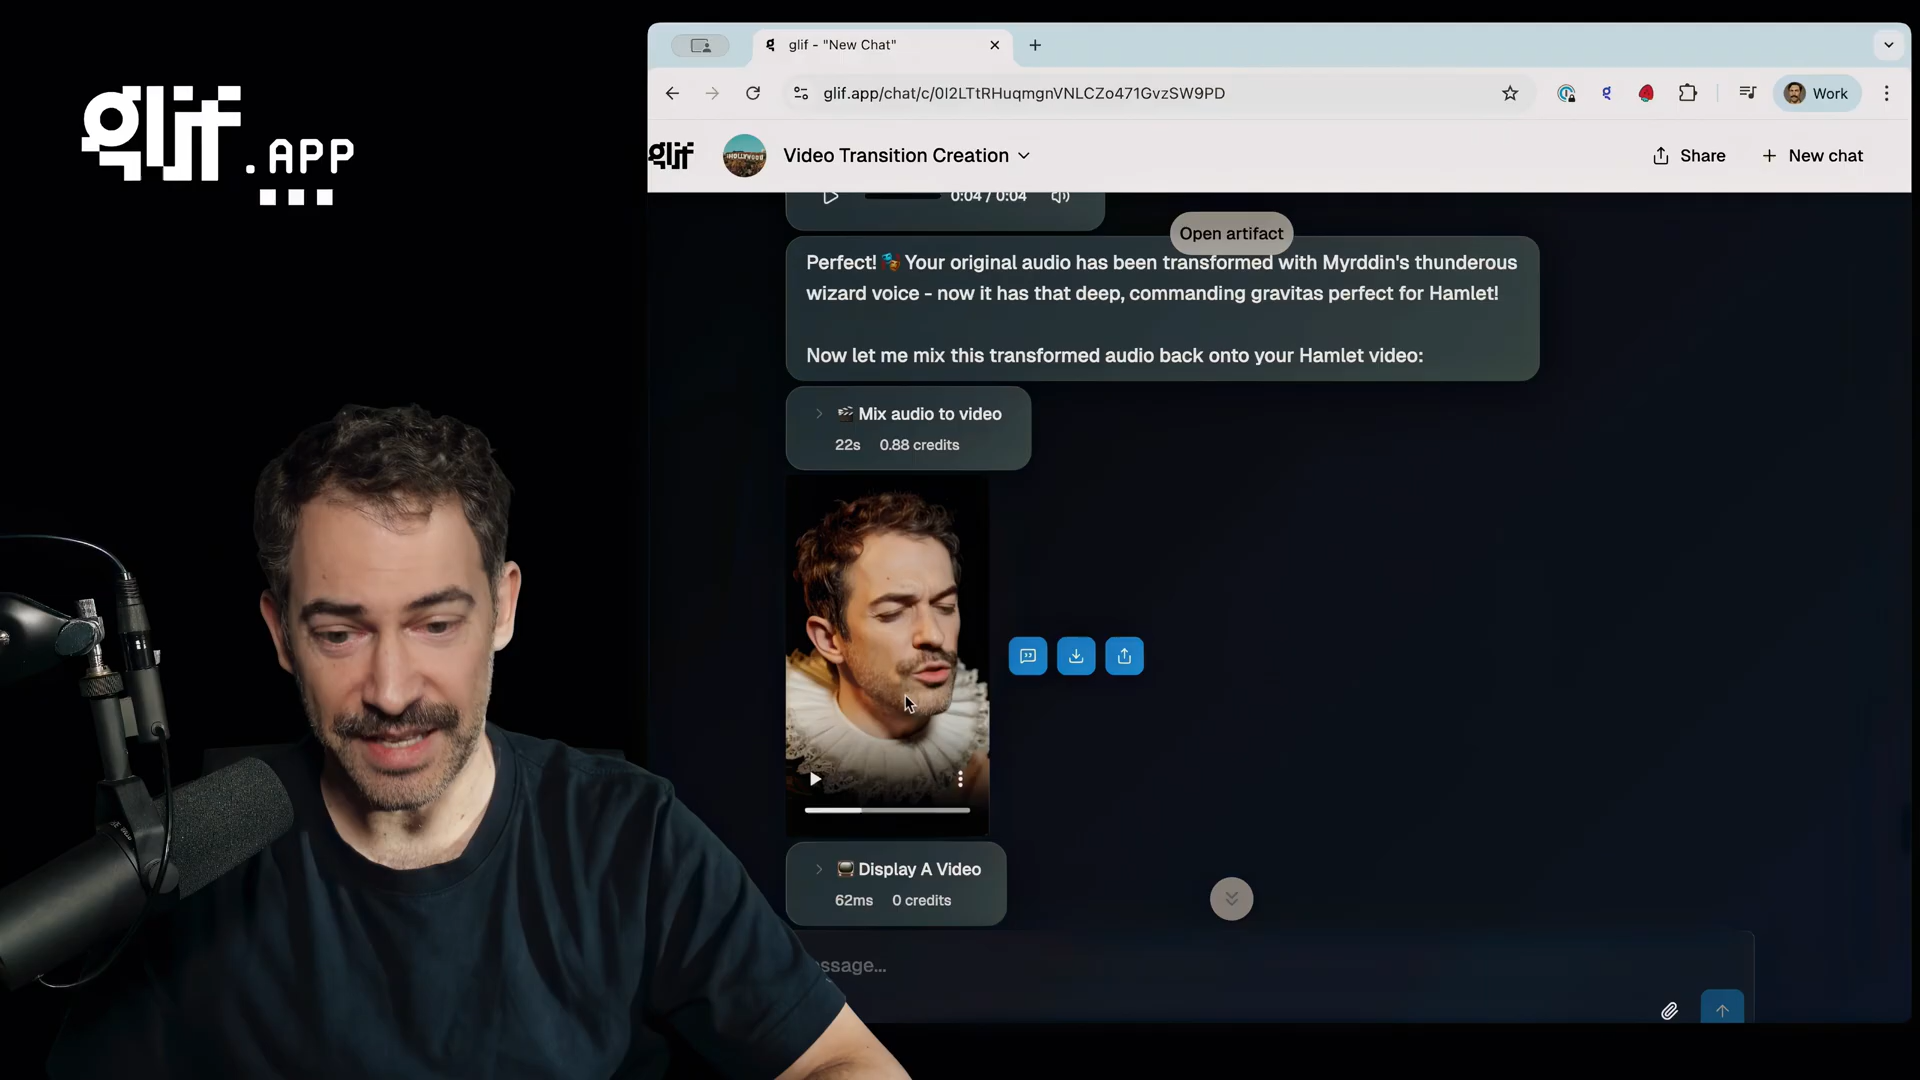 glif
.APP
glif - "New Chat"
glif.app/chat/c/0I2LTtRHuqmgnVNLCZo471GvzSW9PD
Work
glif
Video Transition Creation
Share
New chat
0:04 / 0:04
Open artifact
Perfect! Your original audio has been transformed with Myrddin's thunderous
wizard voice - now it has that deep, commanding gravitas perfect for Hamlet!
Now let me mix this transformed audio back onto your Hamlet video:
Mix audio to video
22s 0.88 credits
Display A Video
62ms 0 credits
ssage...